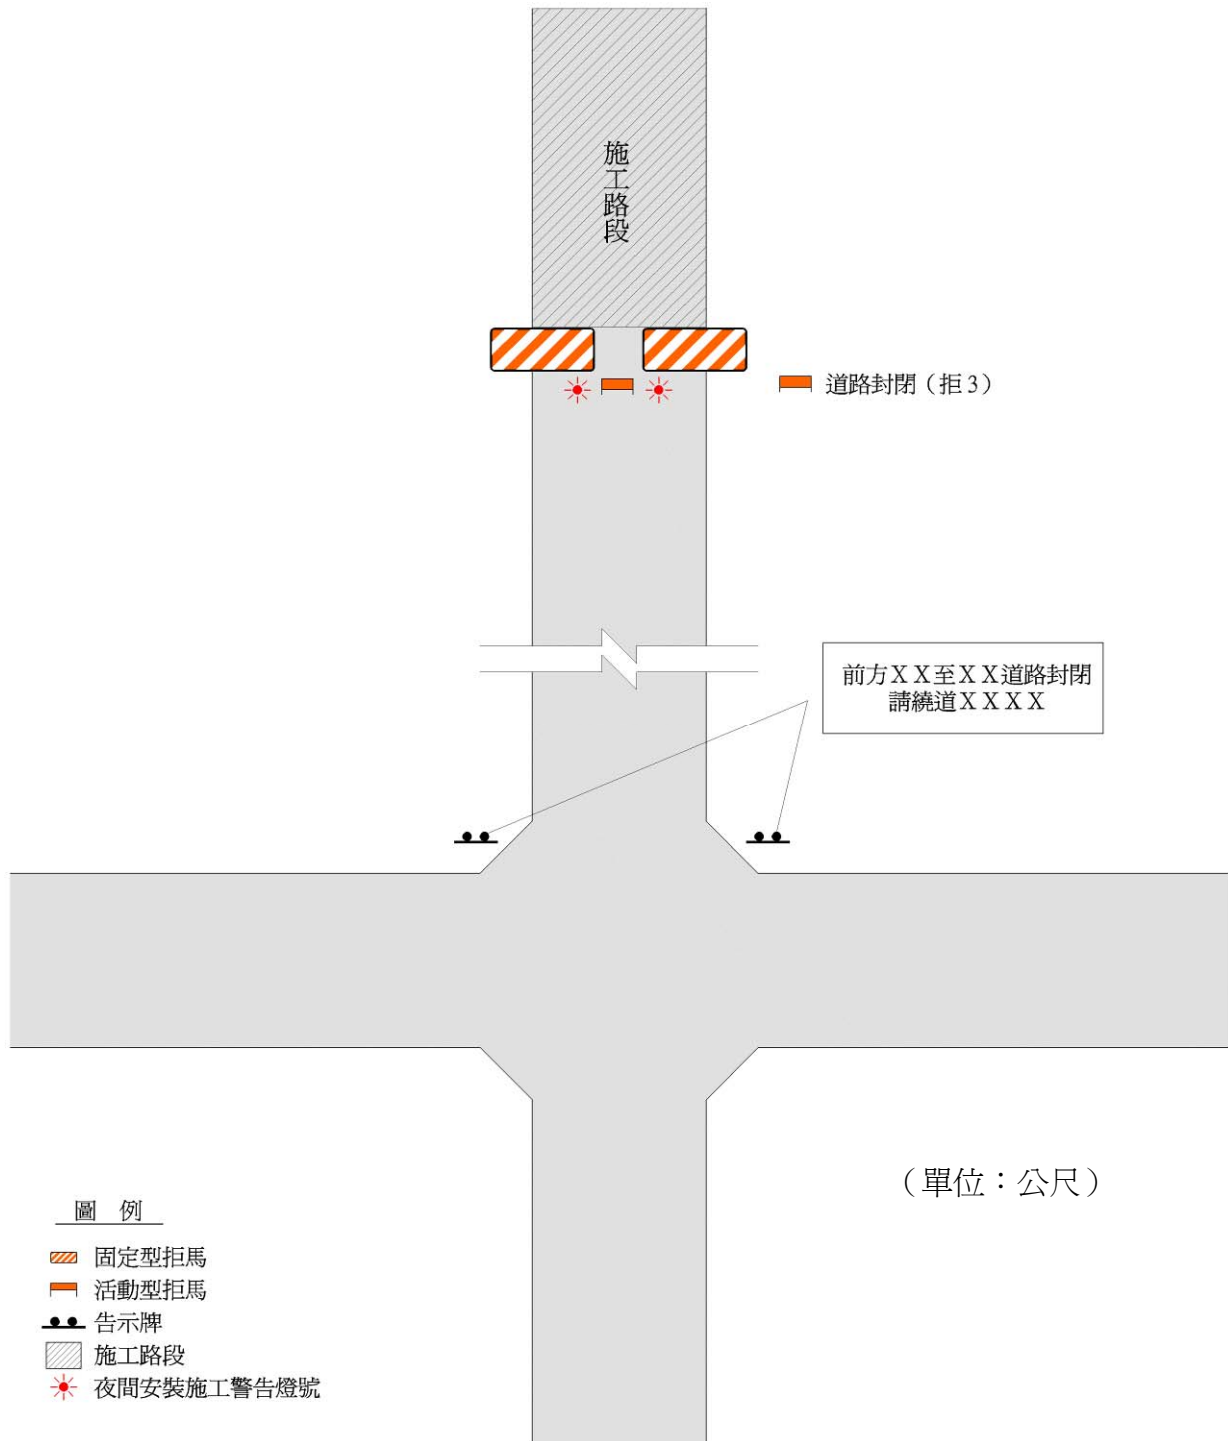 施工路段
道路封閉（拒3）
前方ＸＸ至ＸＸ道路封閉
請繞道ＸＸＸＸ
（單位：公尺）
圖 例
固定型拒馬
活動型拒馬
告示牌
施工路段
夜間安裝施工警告燈號